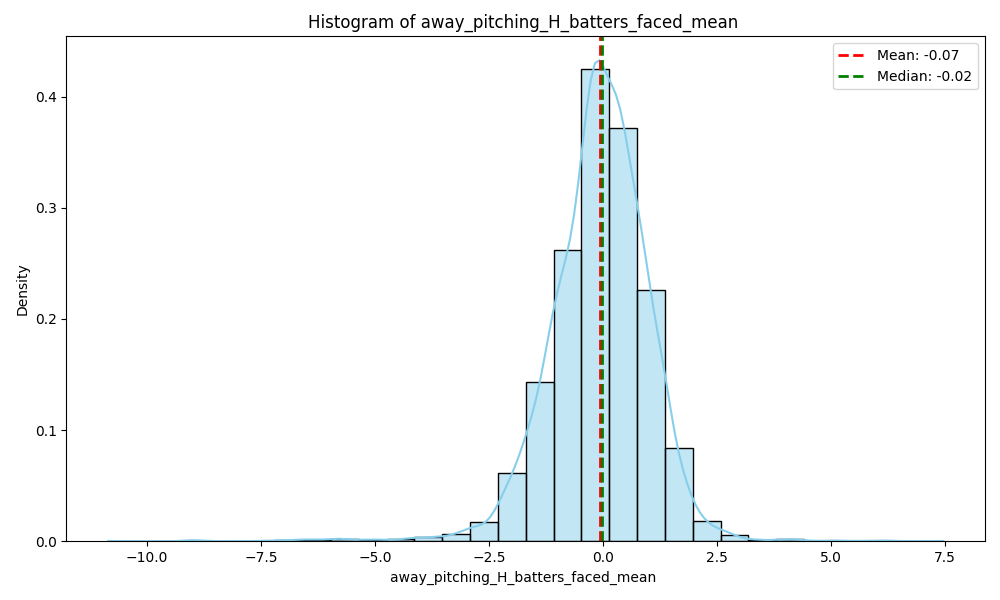 Histogram of away_pitching_H_batters_faced_mean
Mean: -0.07
Median: -0.02
Density
0.4
0.3
0.2
0.1
0.0
−10.0 −7.5 −5.0 −2.5 0.0 2.5 5.0 7.5
away_pitching_H_batters_faced_mean